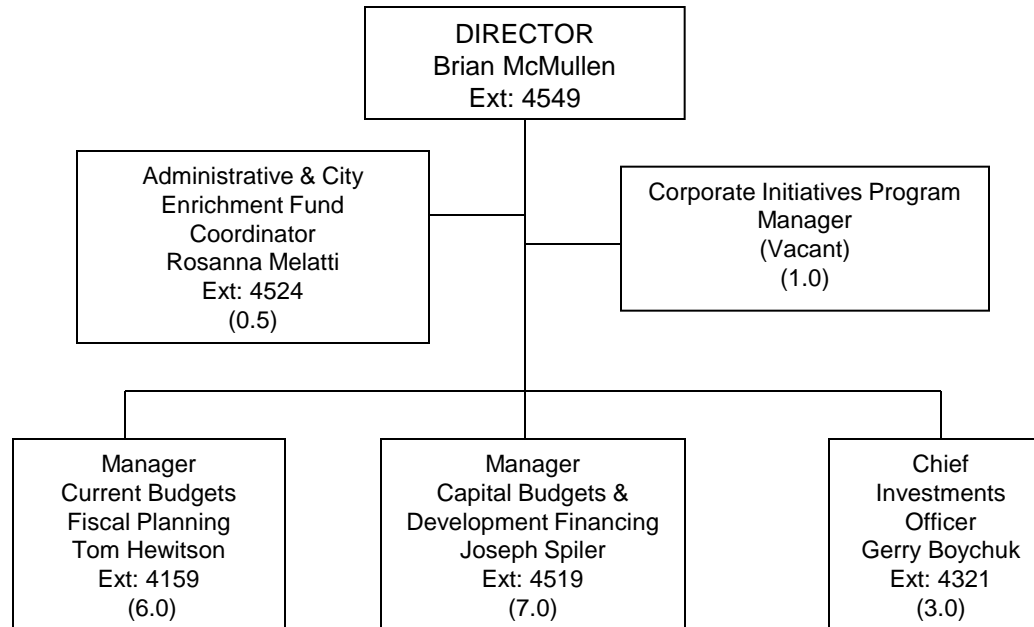 DIRECTOR
Brian McMullen
Ext: 4549
Administrative & City
Enrichment Fund
Coordinator
Rosanna Melatti
Ext: 4524
(0.5)
Corporate Initiatives Program
Manager
(Vacant)
(1.0)
Manager
Current Budgets
Fiscal Planning
Tom Hewitson
Ext: 4159
(6.0)
Manager
Capital Budgets &
Development Financing
Joseph Spiler
Ext: 4519
(7.0)
Chief
Investments
Officer
Gerry Boychuk
Ext: 4321
(3.0)